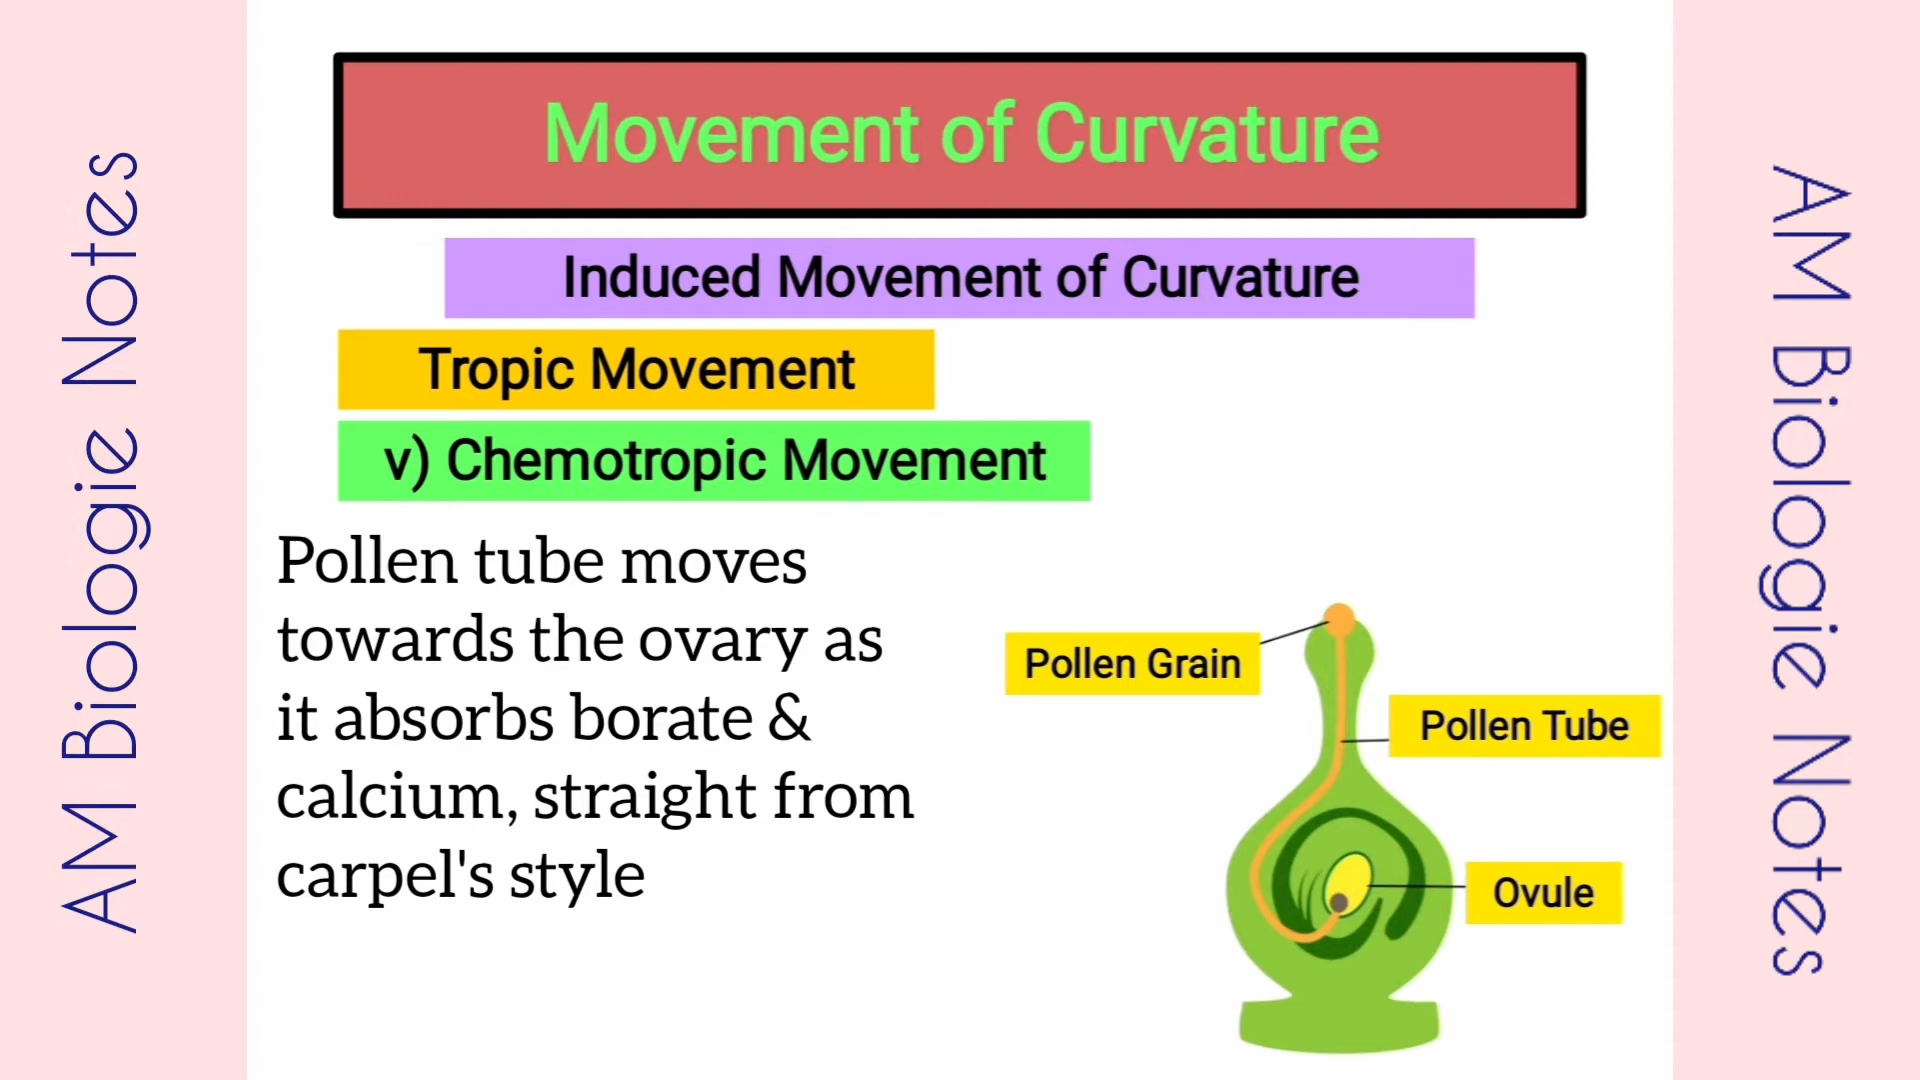 AM Biologie Notes
Movement of Curvature
Induced Movement of Curvature
Tropic Movement
v) Chemotropic Movement
Pollen tube moves
towards the ovary as
it absorbs borate &
calcium, straight from
carpel's style
Pollen Grain
Pollen Tube
Ovule
AM Biologie Notes